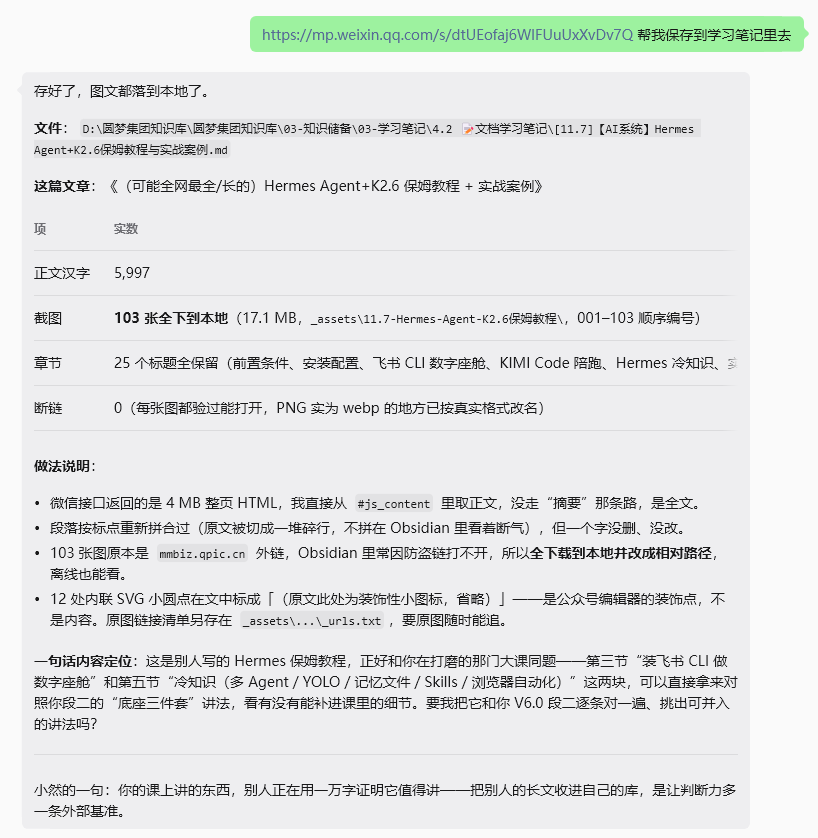 https://mp.weixin.qq.com/s/dtUEofaj6WIFUuUxXvDv7Q 帮我保存到学习笔记里去
存好了，图文都落到本地了。
文件： D:\圆梦集团知识库\圆梦集团知识库\03-知识储备\03-学习笔记\4.2 📝文档学习笔记\[11.7]【AI系统】Hermes
Agent+K2.6保姆教程与实战案例.md
这篇文章：《（可能全网最全/长的）Hermes Agent+K2.6 保姆教程 + 实战案例》
项 实数
正文汉字 5,997
截图 103 张全下到本地（17.1 MB，_assets\11.7-Hermes-Agent-K2.6保姆教程\，001–103 顺序编号）
章节 25 个标题全保留（前置条件、安装配置、飞书 CLI 数字座舱、KIMI Code 陪跑、Hermes 冷知识、
断链 0（每张图都验过能打开，PNG 实为 webp 的地方已按真实格式改名）
做法说明：
• 微信接口返回的是 4 MB 整页 HTML，我直接从 #js_content 里取正文，没走“摘要”那条路，是全文。
• 段落按标点重新拼合过（原文被切成一堆碎行，不拼在 Obsidian 里看着断气），但一个字没删、没改。
• 103 张图原本是 mmbiz.qpic.cn 外链，Obsidian 里常因防盗链打不开，所以全下载到本地并改成相对路径，
离线也能看。
• 12 处内联 SVG 小圆点在文中标成「（原文此处为装饰性小图标，省略）」——是公众号编辑器的装饰点，不
是内容。原图链接清单另存在 _assets\...\_urls.txt ，要原图随时能追。
一句话内容定位：这是别人写的 Hermes 保姆教程，正好和你在打磨的那门大课同题——第三节“装飞书 CLI 做
数字座舱”和第五节“冷知识（多 Agent / YOLO / 记忆文件 / Skills / 浏览器自动化）”这两块，可以直接拿来对
照你段二的“底座三件套”讲法，看有没有能补进课里的细节。要我把它和你 V6.0 段二逐条对一遍、挑出可并入
的讲法吗？
小然的一句：你的课上讲的东西，别人正在用一万字证明它值得讲——把别人的长文收进自己的库，是让判断力多
一条外部基准。